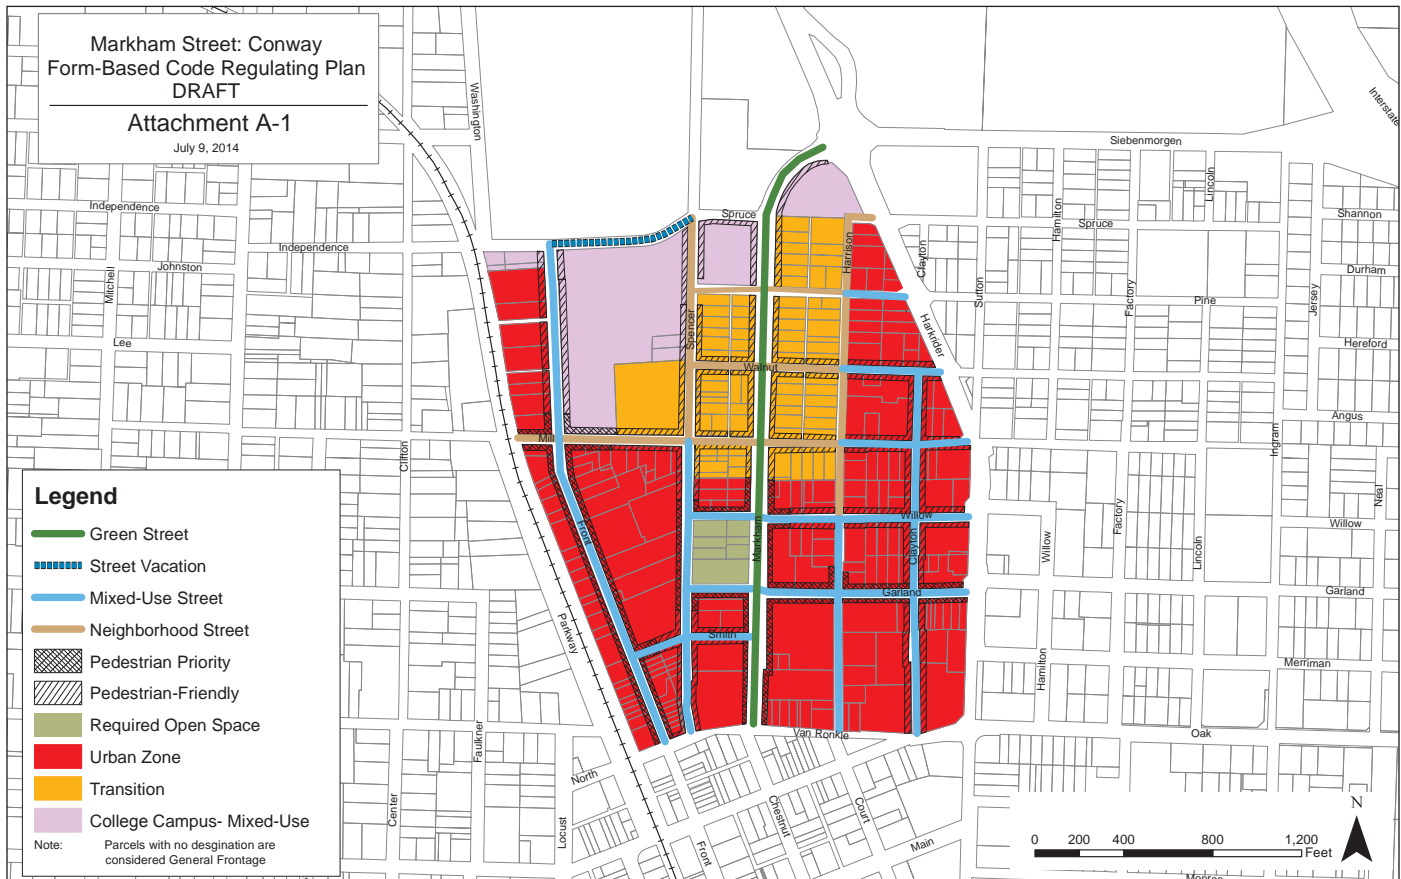 Markham Street: Conway
Form-Based Code Regulating Plan
DRAFT
Attachment A-1
July 9, 2014
Washington
Interstate
Siebenmorgen
Independence
Independence
Johnston
Mitchell
Lee
Clifton
Spruce
Harrison
Clayton
Hamilton
Spruce
Lincoln
Shannon
Durham
Sutton
Factory
Pine
Jersey
Hereford
Harkrider
Spencer
Walnut
Angus
Ingram
Mill
Neal
Willow
Willow
Markham
Clayton
Willow
Factory
Lincoln
Front
Garland
Garland
Smith
Parkway
Merriman
Hamilton
Van Ronkle
Oak
Faulkner
North
Center
Locust
Chestnut
Court
Front
Main
Monroe
Legend
Green Street
Street Vacation
Mixed-Use Street
Neighborhood Street
Pedestrian Priority
Pedestrian-Friendly
Required Open Space
Urban Zone
Transition
College Campus- Mixed-Use
Note: Parcels with no desgination are
considered General Frontage
N
0 200 400 800 1,200
Feet